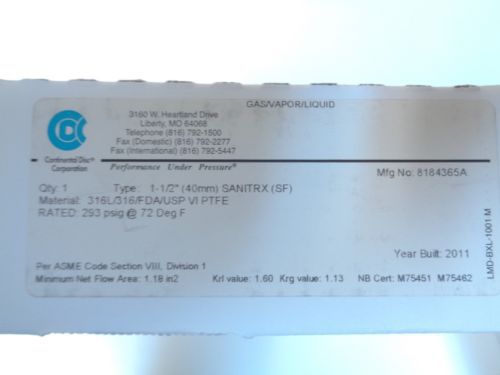 GAS/VAPOR/LIQUID
3160 W. Heartland Drive
Liberty, MO 64068
Telephone (816) 792-1500
Fax (Domestic) (816) 792-2277
Fax (International) (816) 792-5447
CDC
Continental Disc®
Corporation
Performance Under Pressure®
Mfg No: 8184365A
Qty: 1 Type: 1-1/2" (40mm) SANITRX (SF)
Material: 316L/316/FDA/USP VI PTFE
RATED: 293 psig @ 72 Deg F
Year Built: 2011
Per ASME Code Section VIII, Division 1
Minimum Net Flow Area: 1.18 in2 Krl value: 1.60 Krg value: 1.13 NB Cert: M75451 M75462
LMD-BXL-1001 M